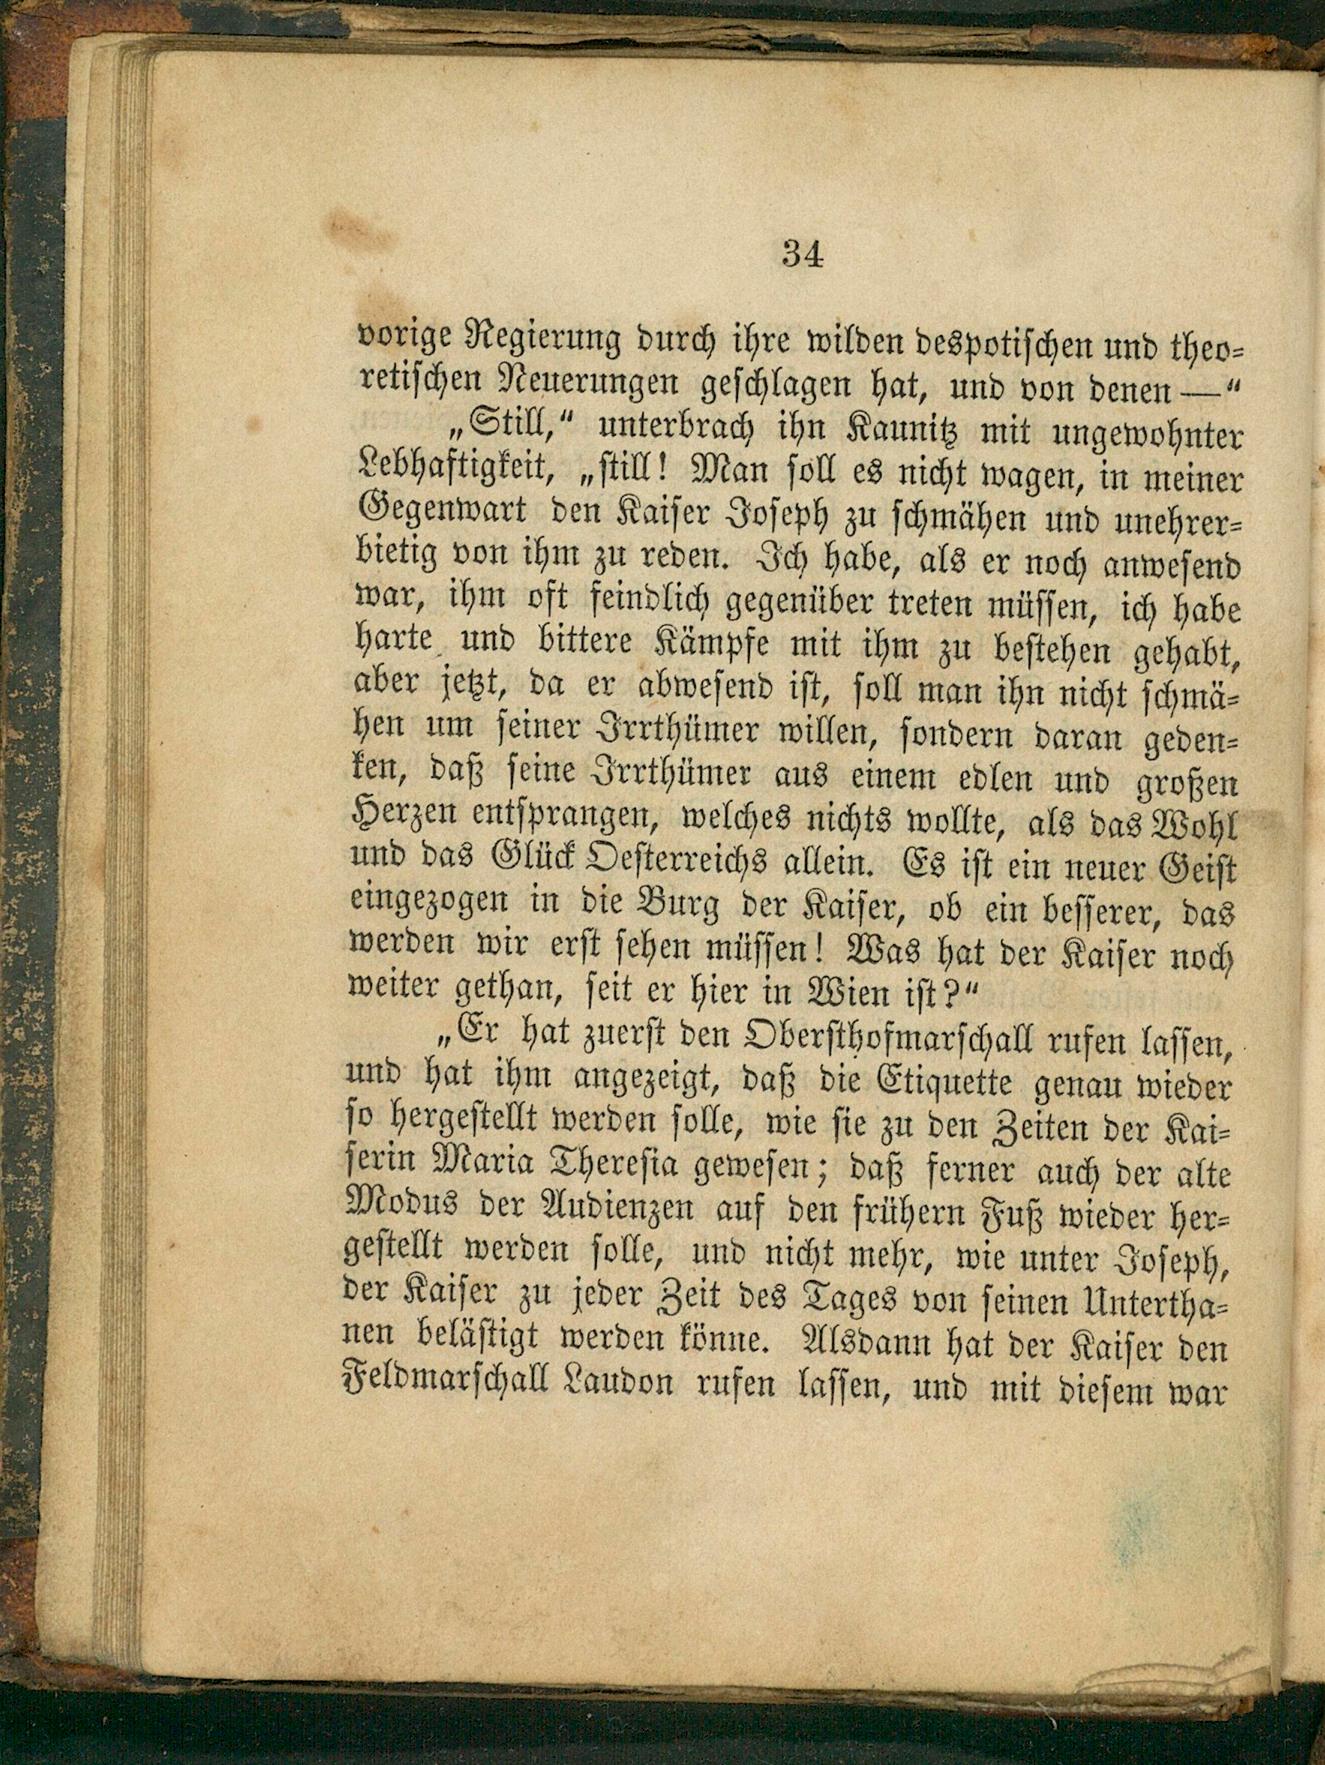 34
vorige Regierung durch ihre wilden despotischen und theo-
retischen Neuerungen geschlagen hat, und von denen — “
„Still,“ unterbrach ihn Kaunitz mit ungewohnter
Lebhaftigkeit, „still! Man soll es nicht wagen, in meiner
Gegenwart den Kaiser Joseph zu schmähen und unehrer-
bietig von ihm zu reden. Ich habe, als er noch anwesend
war, ihm oft feindlich gegenüber treten müssen, ich habe
harte und bittere Kämpfe mit ihm zu bestehen gehabt,
aber jetzt, da er abwesend ist, soll man ihn nicht schmä-
hen um seiner Irrthümer willen, sondern daran geden-
ken, daß seine Irrthümer aus einem edlen und großen
Herzen entsprangen, welches nichts wollte, als das Wohl
und das Glück Oesterreichs allein. Es ist ein neuer Geist
eingezogen in die Burg der Kaiser, ob ein besserer, das
werden wir erst sehen müssen! Was hat der Kaiser noch
weiter gethan, seit er hier in Wien ist?“
„Er hat zuerst den Obersthofmarschall rufen lassen,
und hat ihm angezeigt, daß die Etiquette genau wieder
so hergestellt werden solle, wie sie zu den Zeiten der Kai-
serin Maria Theresia gewesen; daß ferner auch der alte
Modus der Audienzen auf den frühern Fuß wieder her-
gestellt werden solle, und nicht mehr, wie unter Joseph,
der Kaiser zu jeder Zeit des Tages von seinen Untertha-
nen belästigt werden könne. Alsdann hat der Kaiser den
Feldmarschall Laudon rufen lassen, und mit diesem war